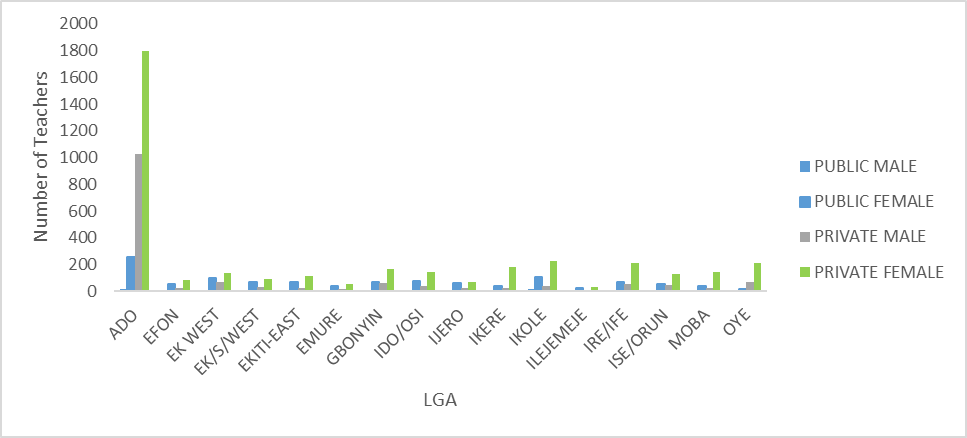 2000
1800
1600
1400
1200
1000
800
600
400
200
0
Number of Teachers
ADO
EFON
EK WEST
EK/S/WEST
EKITI-EAST
EMURE
GBONYIN
IDO/OSI
IJERO
IKERE
IKOLE
ILEJEMEJE
IRE/IFE
ISE/ORUN
MOBA
OYE
LGA
PUBLIC MALE
PUBLIC FEMALE
PRIVATE MALE
PRIVATE FEMALE